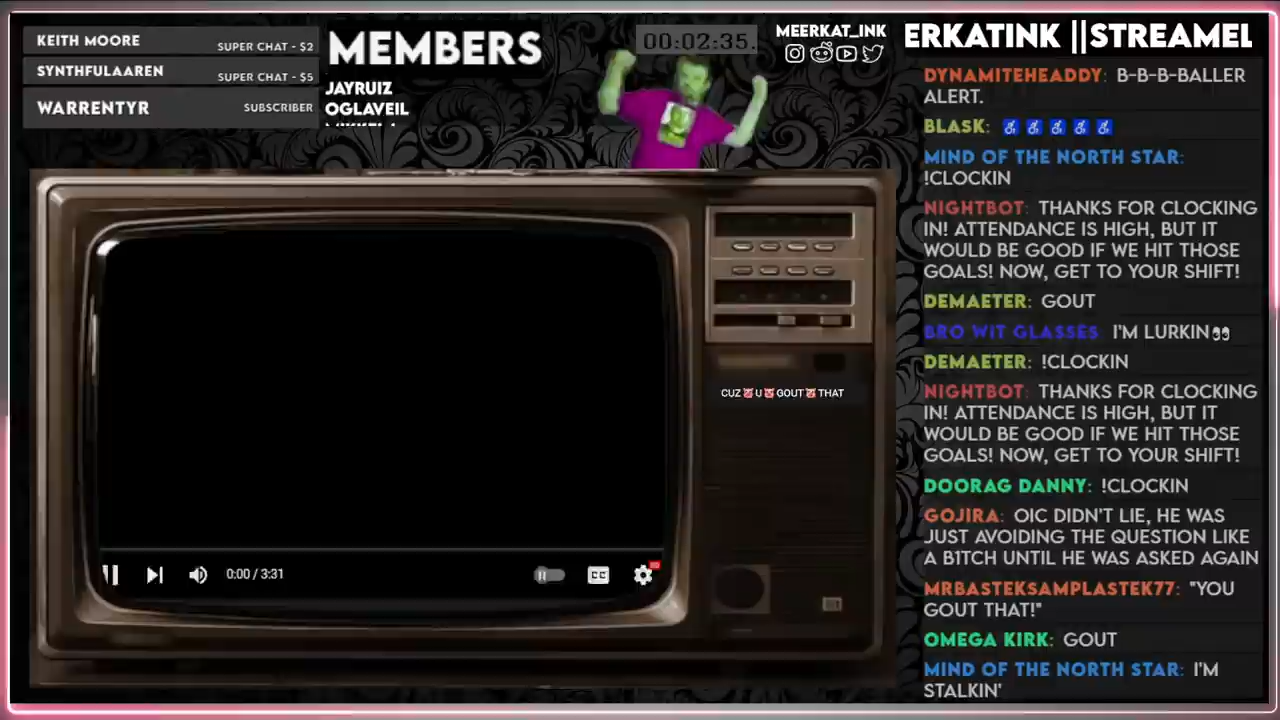 KEITH MOORE SUPER CHAT - $2
SYNTHFULAAREN SUPER CHAT - $5
WARRENTYR SUBSCRIBER
MEMBERS
JAYRUIZ
OGLAVEIL
00:02:35.
MEERKAT_INK
ERKATINK ||STREAMEL
DYNAMITEHEADDY: B-B-B-BALLER
ALERT.
BLASK:
MIND OF THE NORTH STAR:
!CLOCKIN
NIGHTBOT: THANKS FOR CLOCKING
IN! ATTENDANCE IS HIGH, BUT IT
WOULD BE GOOD IF WE HIT THOSE
GOALS! NOW, GET TO YOUR SHIFT!
DEMAETER: GOUT
BRO WIT GLASSES I'M LURKIN👀
DEMAETER: !CLOCKIN
NIGHTBOT: THANKS FOR CLOCKING
IN! ATTENDANCE IS HIGH, BUT IT
WOULD BE GOOD IF WE HIT THOSE
GOALS! NOW, GET TO YOUR SHIFT!
DOORAG DANNY: !CLOCKIN
GOJIRA: OIC DIDN'T LIE, HE WAS
JUST AVOIDING THE QUESTION LIKE
A B1TCH UNTIL HE WAS ASKED AGAIN
MRBASTEKSAMPLASTEK77: "YOU
GOUT THAT!"
OMEGA KIRK: GOUT
MIND OF THE NORTH STAR: I'M
STALKIN'
CUZ🐷U🐷GOUT🐷THAT
0:00 / 3:31
CC